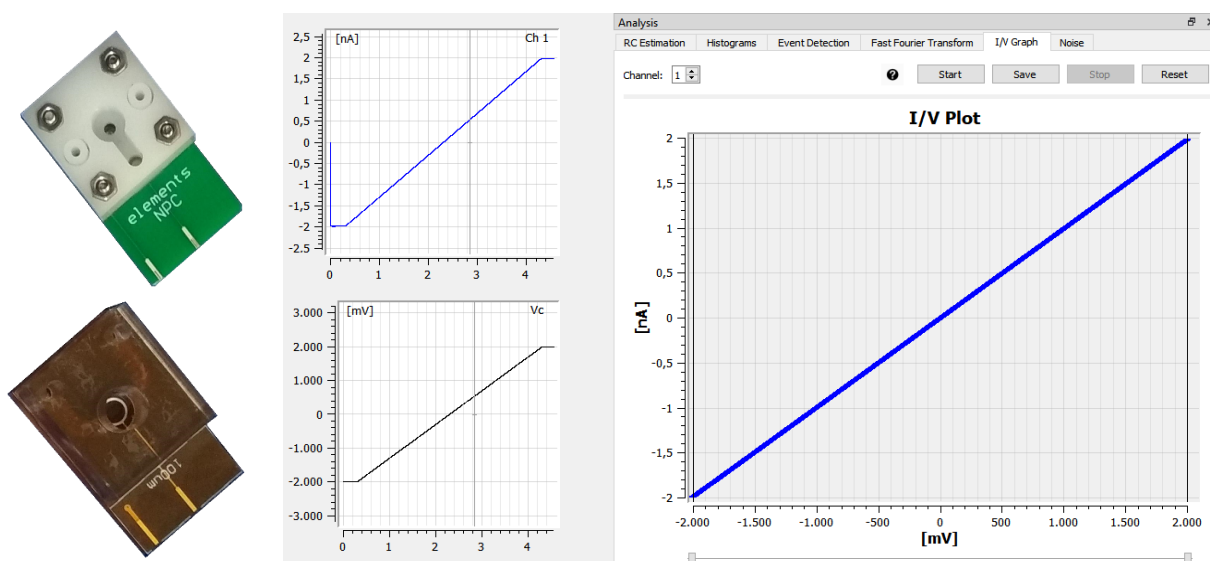 elements
NPC
100um
[nA]
Ch 1
2,5
2
1,5
1
0,5
0
-0,5
-1
-1,5
-2
-2.5
0
1
2
3
4
[mV]
Vc
3.000
2.000
1.000
0
-1.000
-2.000
-3.000
0
1
2
3
4
Analysis
RC Estimation Histograms Event Detection Fast Fourier Transform I/V Graph Noise
Channel: 1 ? Start Save Stop Reset
I/V Plot
[nA]
2
1,5
1
0,5
0
-0,5
-1
-1,5
-2
-2.000 -1.500 -1.000 -500 0 500 1.000 1.500 2.000
[mV]